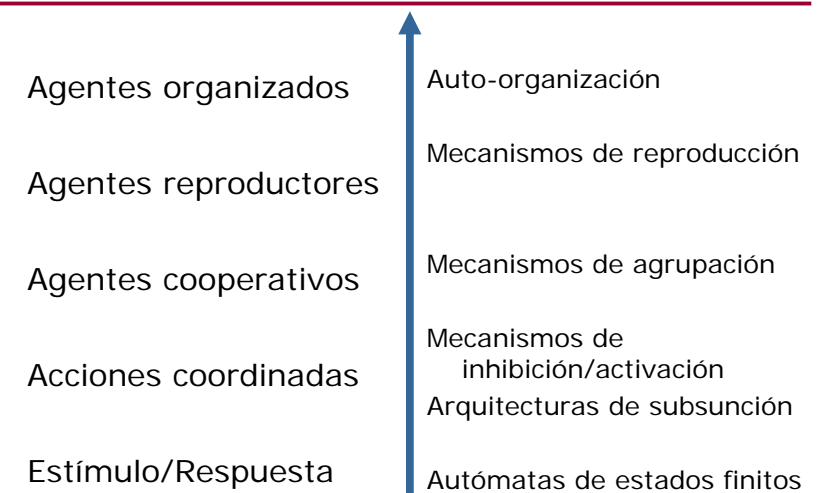 Agentes organizados
Agentes reproductores
Agentes cooperativos
Acciones coordinadas
Estímulo/Respuesta
Auto-organización
Mecanismos de reproducción
Mecanismos de agrupación
Mecanismos de
inhibición/activación
Arquitecturas de subsunción
Autómatas de estados finitos